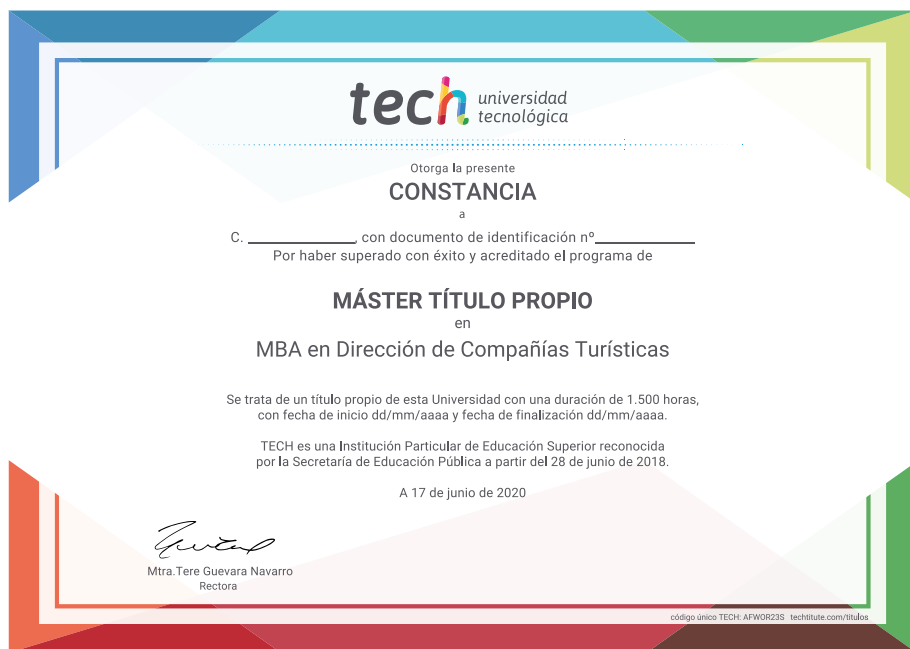 tech universidad
tecnológica
Otorga la presente
CONSTANCIA
a
C. ____________, con documento de identificación nº___________
Por haber superado con éxito y acreditado el programa de
MÁSTER TÍTULO PROPIO
en
MBA en Dirección de Compañías Turísticas
Se trata de un título propio de esta Universidad con una duración de 1.500 horas,
con fecha de inicio dd/mm/aaaa y fecha de finalización dd/mm/aaaa.
TECH es una Institución Particular de Educación Superior reconocida
por la Secretaría de Educación Pública a partir del 28 de junio de 2018.
A 17 de junio de 2020
Mtra.Tere Guevara Navarro
Rectora
código único TECH: AFWOR23S techtitute.com/titulos